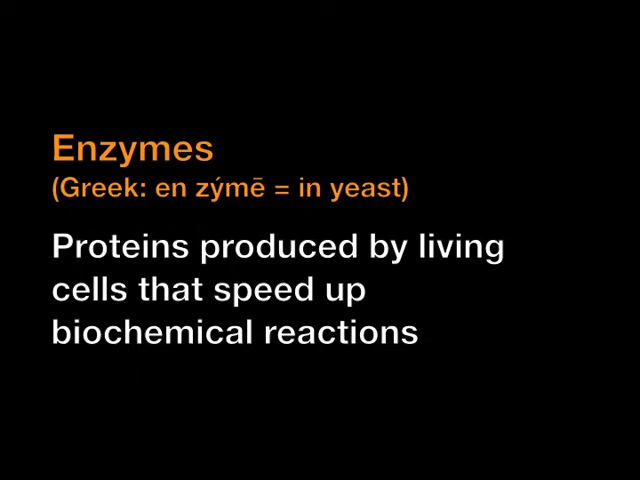 Enzymes
(Greek: en zýmē = in yeast)
Proteins produced by living
cells that speed up
biochemical reactions